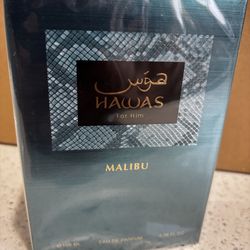 هوس
HAWAS
For Him
MALIBU
EAU DE PARFUM